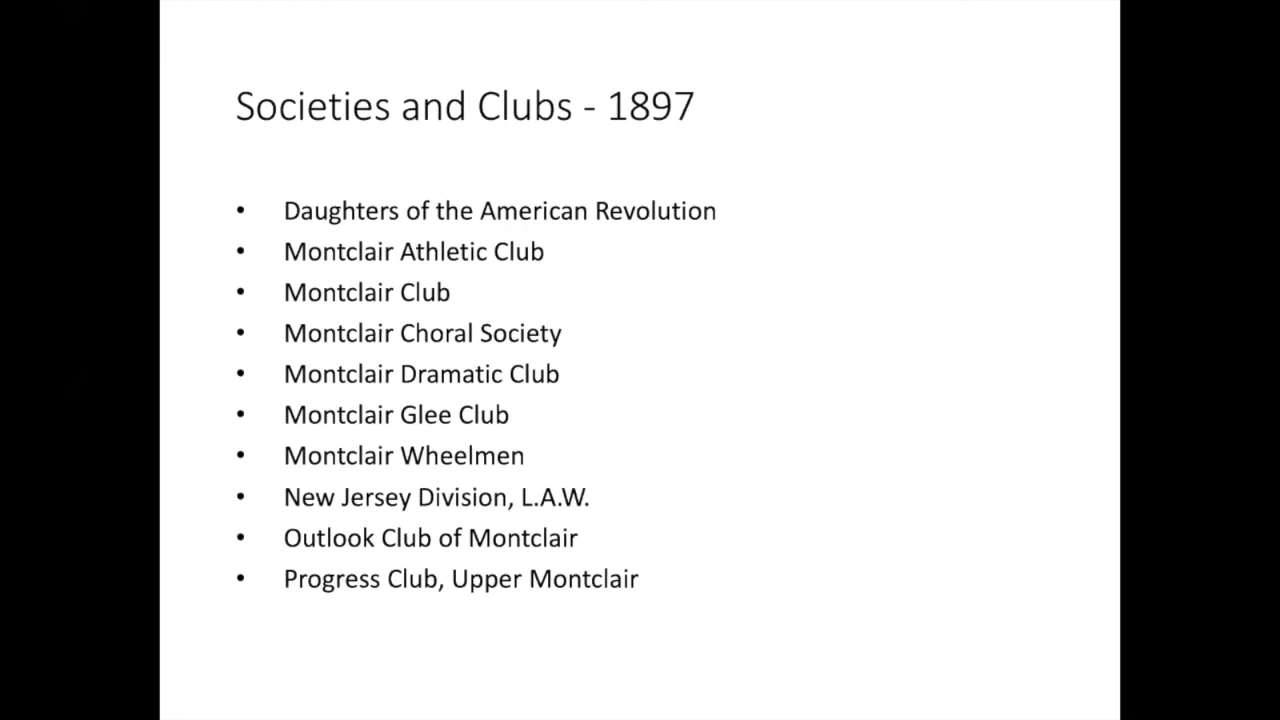 Societies and Clubs - 1897
• Daughters of the American Revolution
• Montclair Athletic Club
• Montclair Club
• Montclair Choral Society
• Montclair Dramatic Club
• Montclair Glee Club
• Montclair Wheelmen
• New Jersey Division, L.A.W.
• Outlook Club of Montclair
• Progress Club, Upper Montclair